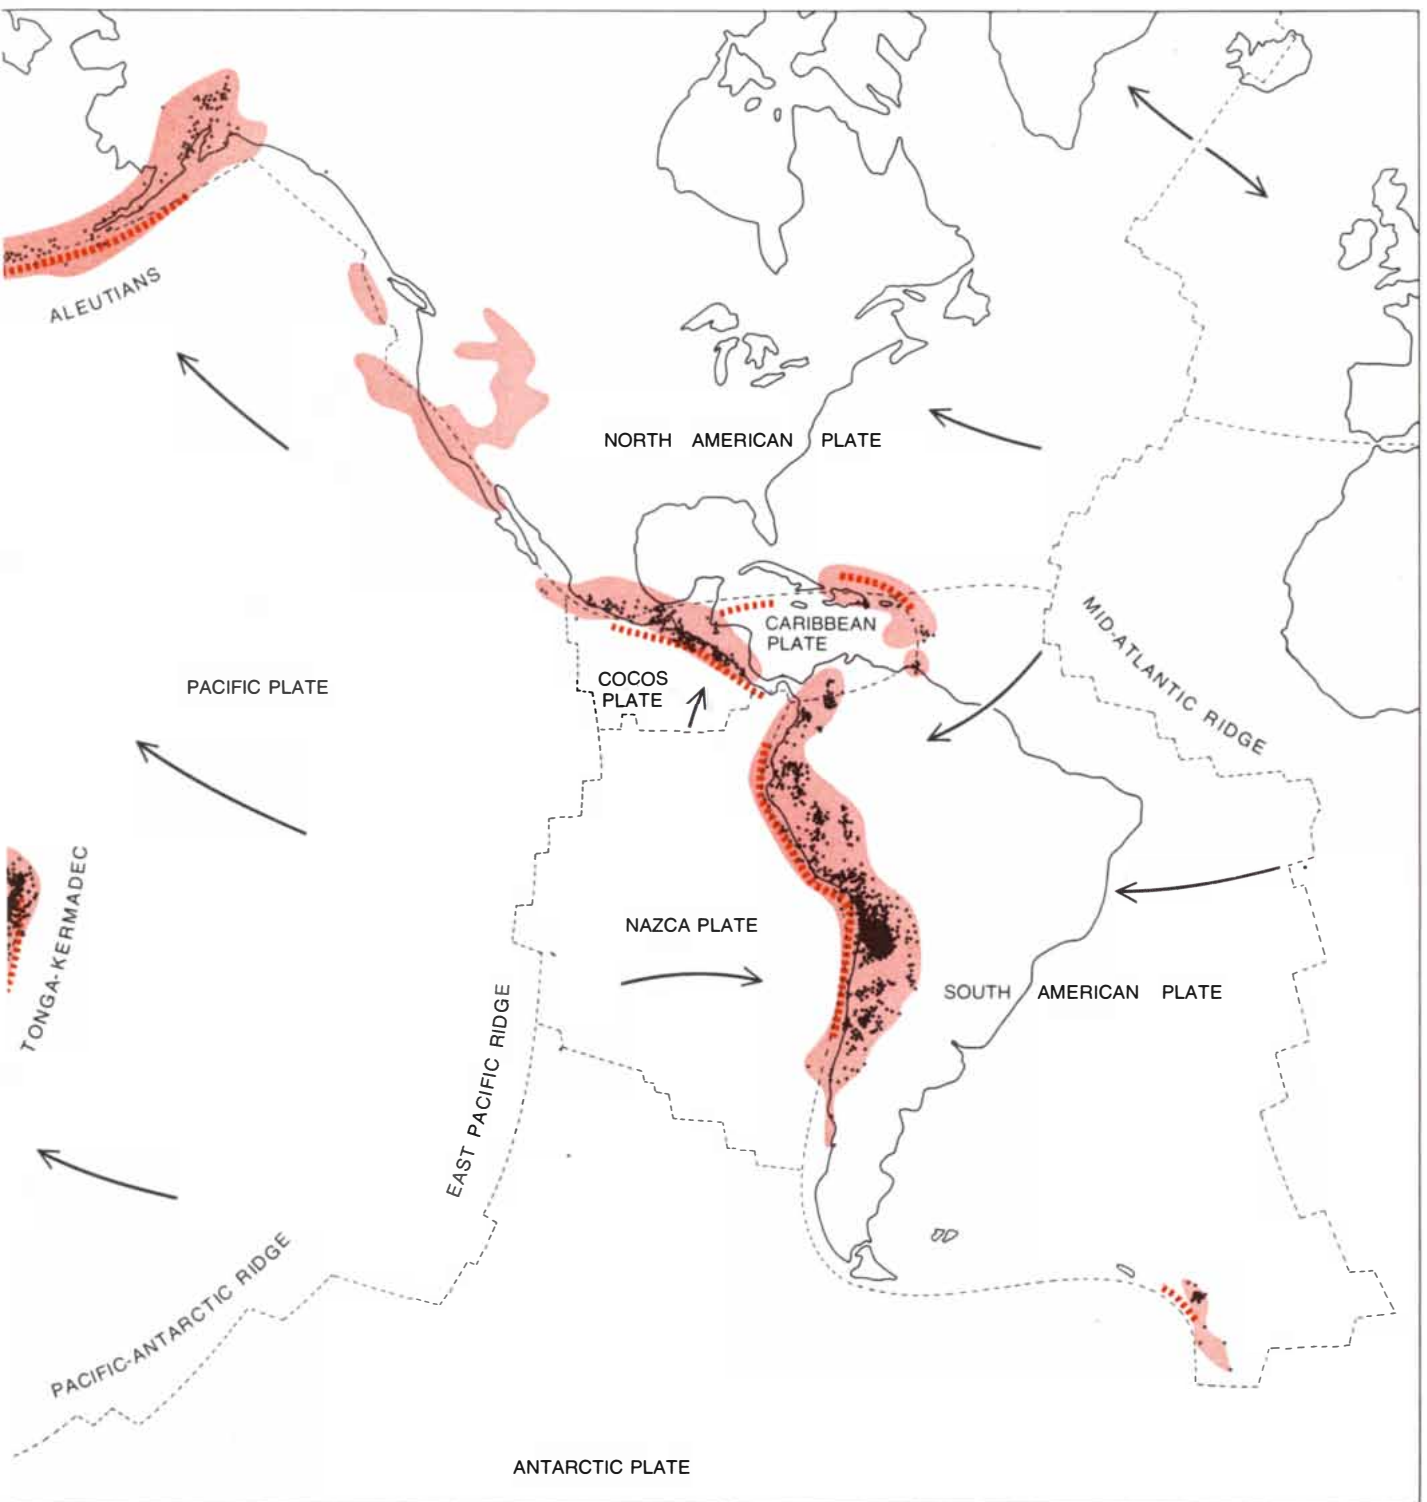 ALEUTIANS
NORTH AMERICAN PLATE
CARIBBEAN
PLATE
MID-ATLANTIC RIDGE
COCOS
PLATE
PACIFIC PLATE
TONGA-KERMADEC
NAZCA PLATE
SOUTH AMERICAN PLATE
EAST PACIFIC RIDGE
PACIFIC-ANTARCTIC RIDGE
ANTARCTIC PLATE